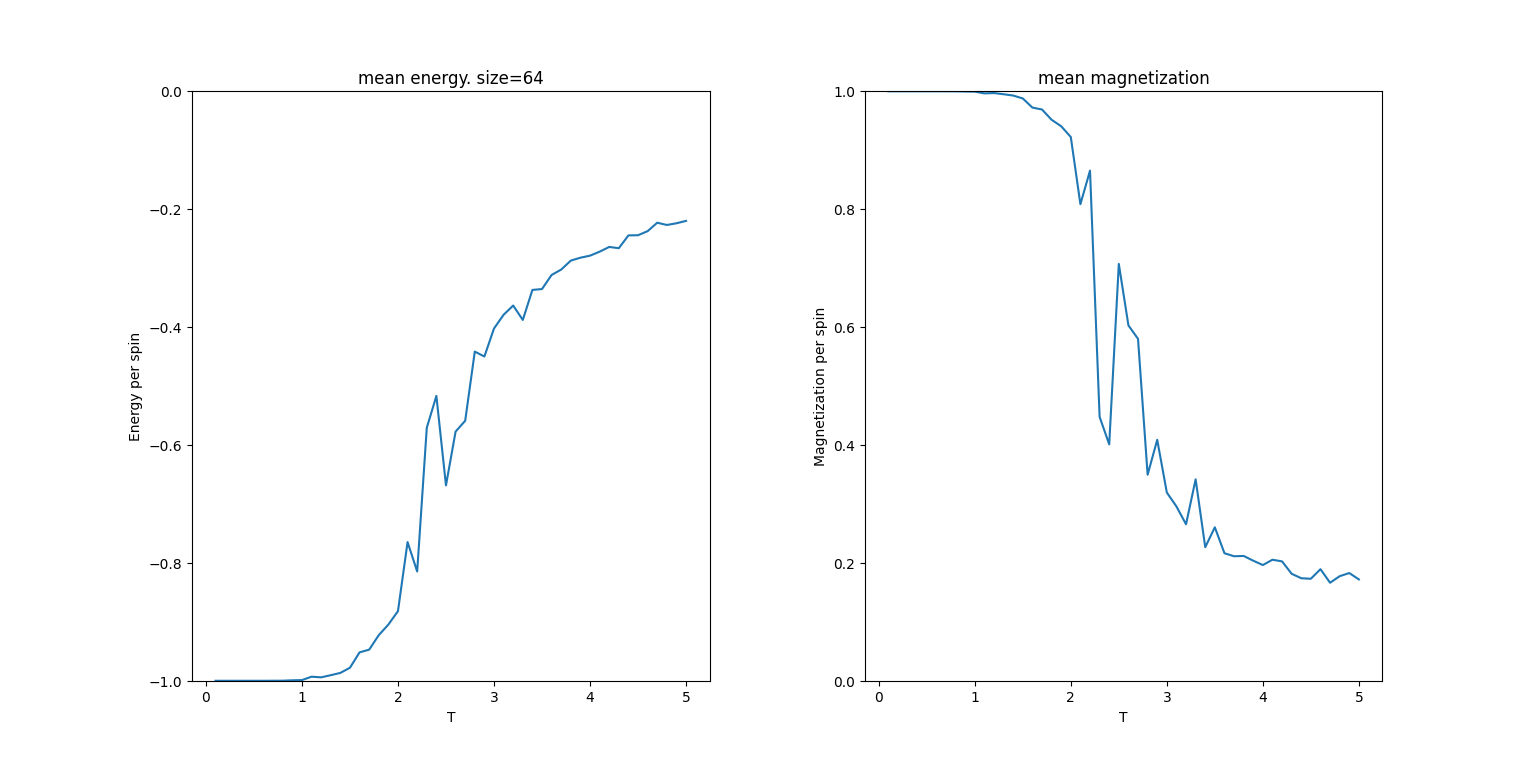 mean energy. size=64
Energy per spin
0.0
−0.2
−0.4
−0.6
−0.8
−1.0
0 1 2 3 4 5
T
mean magnetization
Magnetization per spin
1.0
0.8
0.6
0.4
0.2
0.0
0 1 2 3 4 5
T